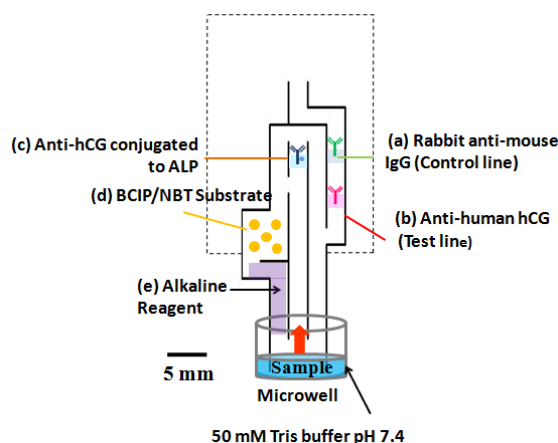 (c) Anti-hCG conjugated
to ALP
(a) Rabbit anti-mouse
IgG (Control line)
(d) BCIP/NBT Substrate
(b) Anti-human hCG
(Test line)
(e) Alkaline
Reagent
5 mm
Sample
Microwell
50 mM Tris buffer pH 7.4